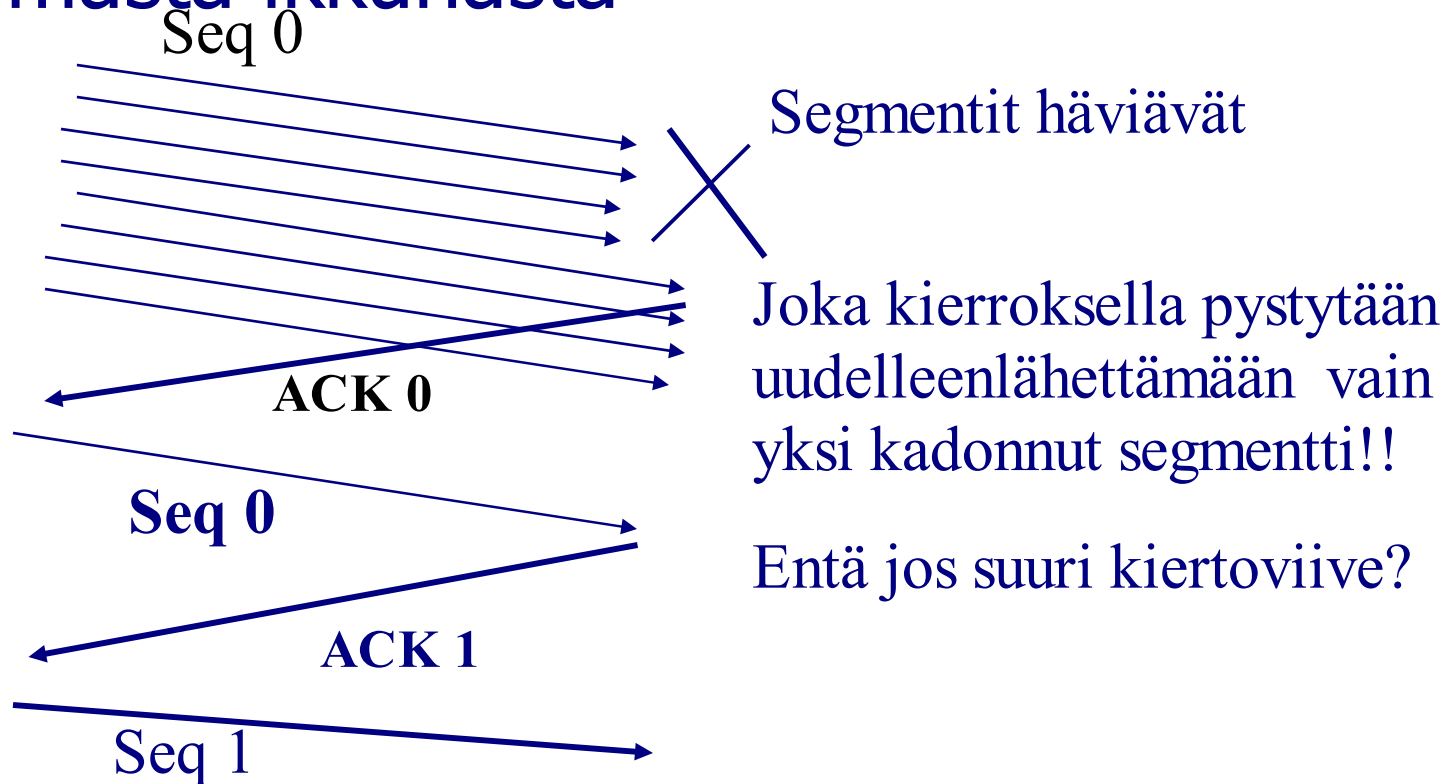 ikkunasta
Seq 0
Segmentit häviävät
Joka kierroksella pystytään
uudelleenlähettämään vain
yksi kadonnut segmentti!!
ACK 0
Seq 0
Entä jos suuri kiertoviive?
ACK 1
Seq 1